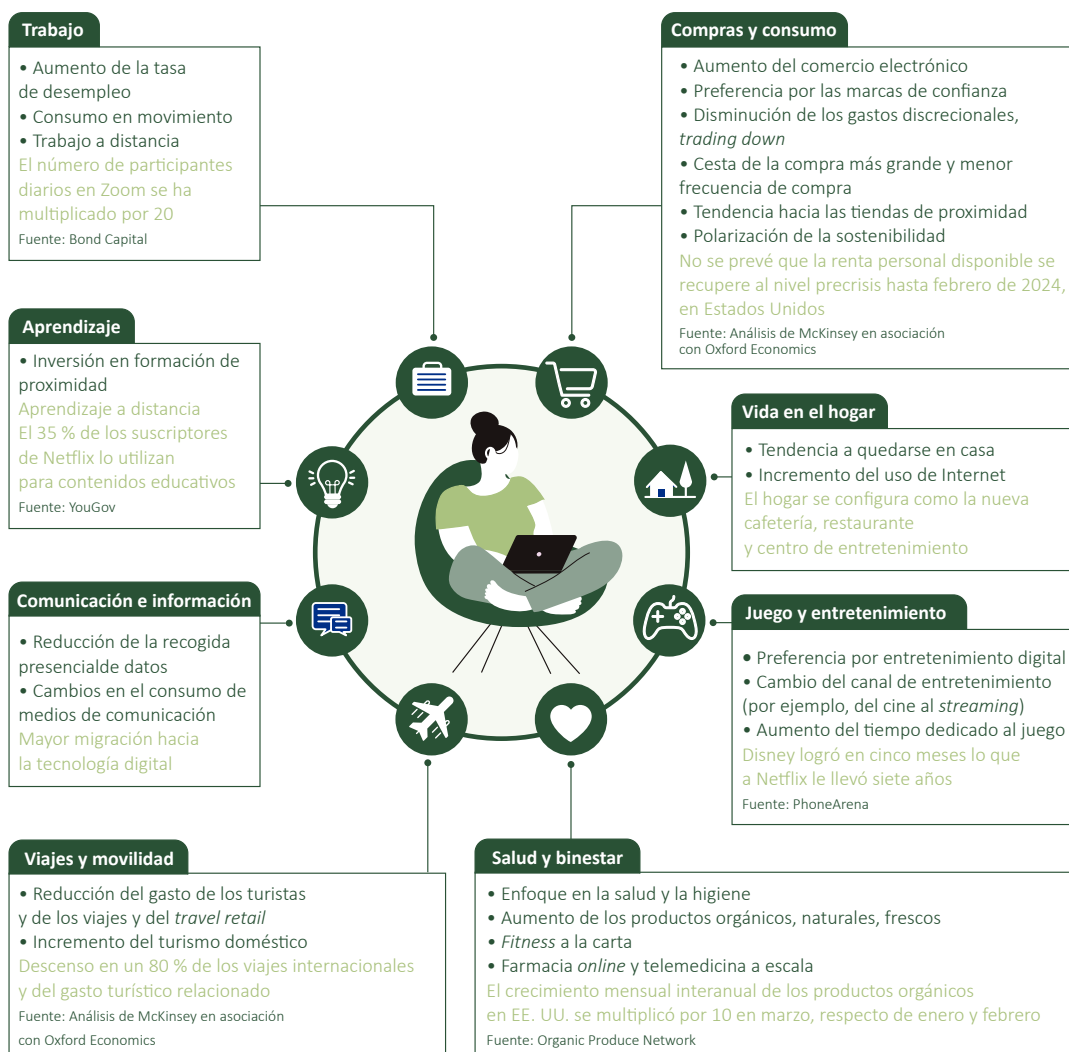 Trabajo
• Aumento de la tasa
de desempleo
• Consumo en movimiento
• Trabajo a distancia
El número de participantes
diarios en Zoom se ha
multiplicado por 20
Fuente: Bond Capital
Compras y consumo
• Aumento del comercio electrónico
• Preferencia por las marcas de confianza
• Disminución de los gastos discrecionales,
trading down
• Cesta de la compra más grande y menor
frecuencia de compra
• Tendencia hacia las tiendas de proximidad
• Polarización de la sostenibilidad
No se prevé que la renta personal disponible se
recupere al nivel precrisis hasta febrero de 2024,
en Estados Unidos
Fuente: Análisis de McKinsey en asociación
con Oxford Economics
Aprendizaje
• Inversión en formación de
proximidad
Aprendizaje a distancia
El 35 % de los suscriptores
de Netflix lo utilizan
para contenidos educativos
Fuente: YouGov
Vida en el hogar
• Tendencia a quedarse en casa
• Incremento del uso de Internet
El hogar se configura como la nueva
cafetería, restaurante
y centro de entretenimiento
Comunicación e información
• Reducción de la recogida
presencialde datos
• Cambios en el consumo de
medios de comunicación
Mayor migración hacia
la tecnología digital
Juego y entretenimiento
• Preferencia por entretenimiento digital
• Cambio del canal de entretenimiento
(por ejemplo, del cine al streaming)
• Aumento del tiempo dedicado al juego
Disney logró en cinco meses lo que
a Netflix le llevó siete años
Fuente: PhoneArena
Viajes y movilidad
• Reducción del gasto de los turistas
y de los viajes y del travel retail
• Incremento del turismo doméstico
Descenso en un 80 % de los viajes internacionales
y del gasto turístico relacionado
Fuente: Análisis de McKinsey en asociación
con Oxford Economics
Salud y binestar
• Enfoque en la salud y la higiene
• Aumento de los productos orgánicos, naturales, frescos
• Fitness a la carta
• Farmacia online y telemedicina a escala
El crecimiento mensual interanual de los productos orgánicos
en EE. UU. se multiplicó por 10 en marzo, respecto de enero y febrero
Fuente: Organic Produce Network